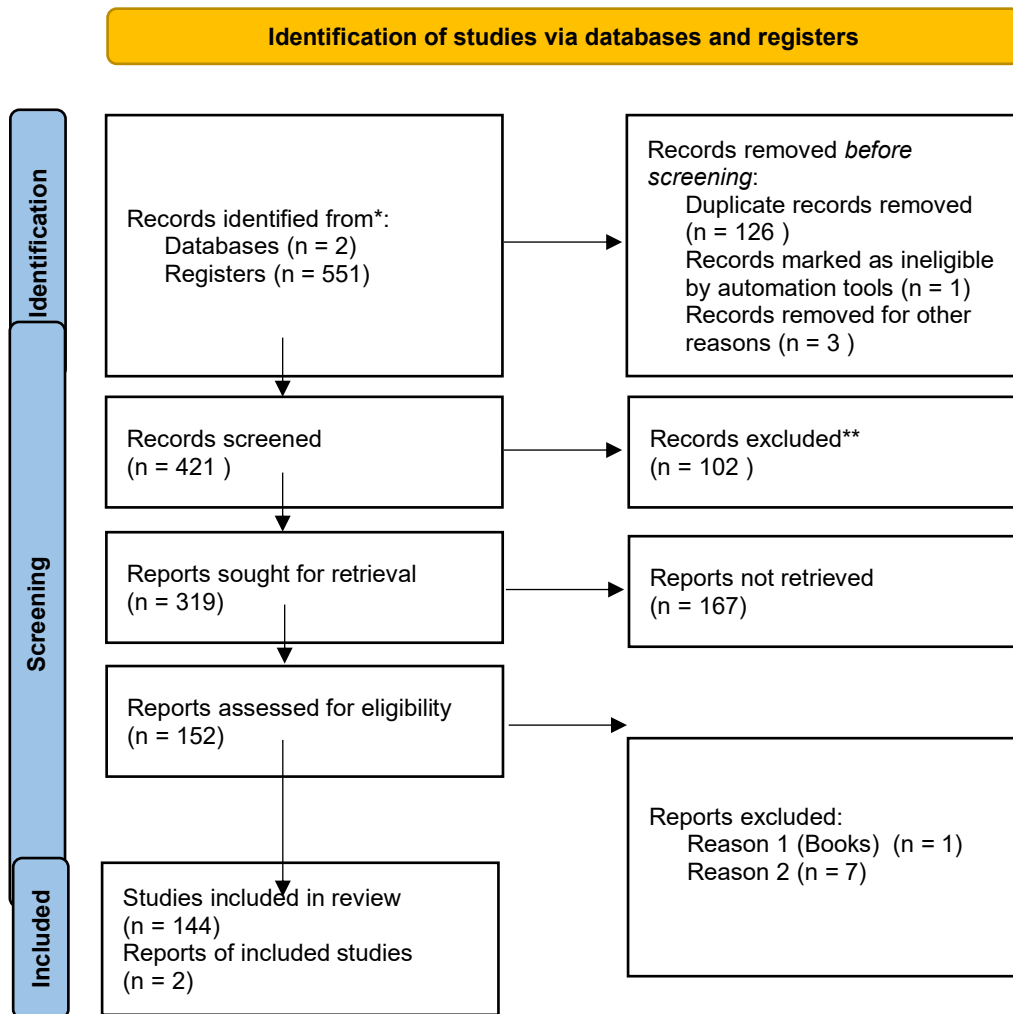 Identification of studies via databases and registers
Identification
Records identified from*:
Databases (n = 2)
Registers (n = 551)
Records removed before
screening:
Duplicate records removed
(n = 126 )
Records marked as ineligible
by automation tools (n = 1)
Records removed for other
reasons (n = 3 )
Screening
Records screened
(n = 421 )
Records excluded**
(n = 102 )
Reports sought for retrieval
(n = 319)
Reports not retrieved
(n = 167)
Reports assessed for eligibility
(n = 152)
Reports excluded:
Reason 1 (Books)  (n = 1)
Reason 2 (n = 7)
Included
Studies included in review
(n = 144)
Reports of included studies
(n = 2)